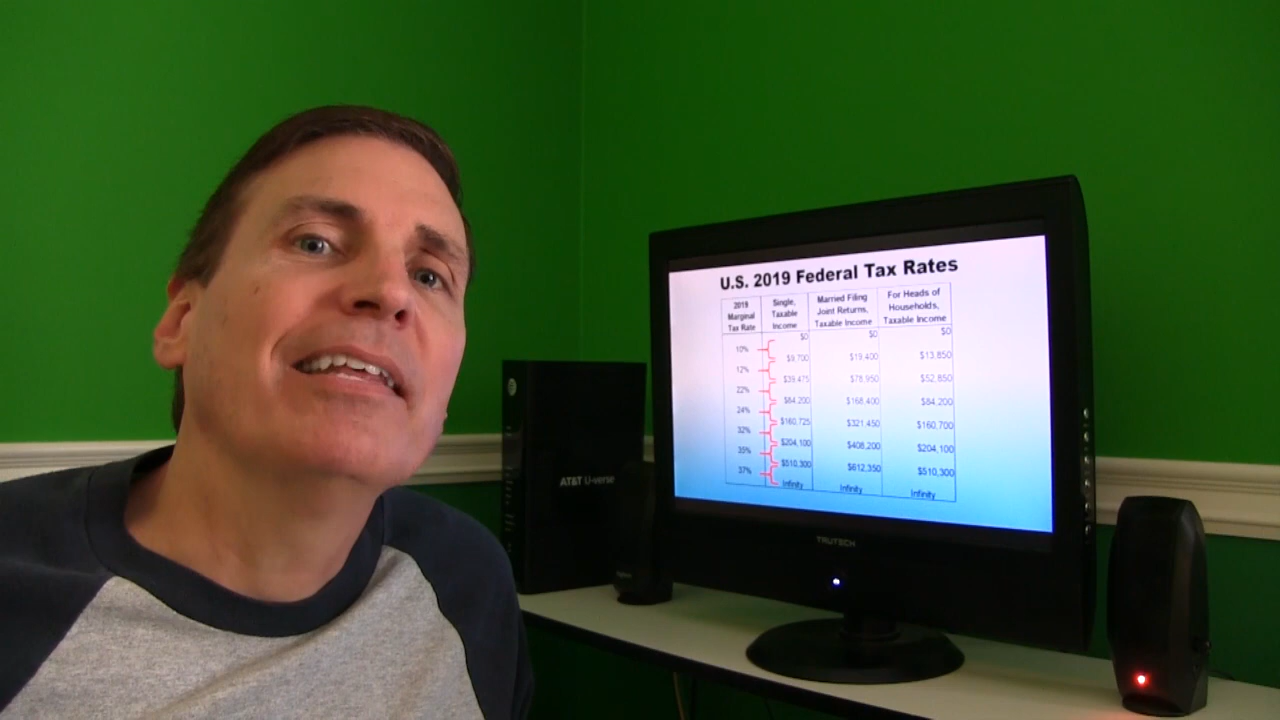 U.S. 2019 Federal Tax Rates
2019 Marginal Tax Rate
Single, Taxable Income
Married Filing Joint Returns, Taxable Income
For Heads of Households, Taxable Income
$0 $0 $0
10%
$9,700 $19,400 $13,850
12%
$39,475 $78,950 $52,850
22%
$84,200 $168,400 $84,200
24%
$160,725 $321,450 $160,700
32%
$204,100 $408,200 $204,100
35%
$510,300 $612,350 $510,300
37%
Infinity Infinity Infinity
AT&T U-verse
TRUTECH